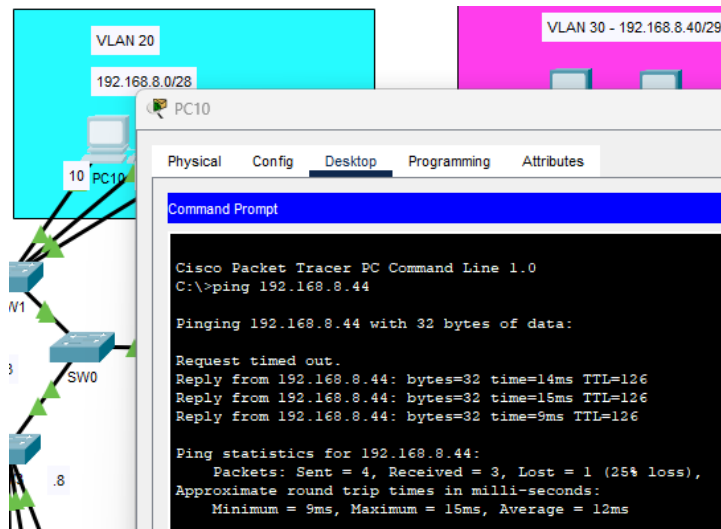 VLAN 20
192.168.8.0/28
VLAN 30 - 192.168.8.40/29
PC10
Physical Config Desktop Programming Attributes
10 PC10
Command Prompt
Cisco Packet Tracer PC Command Line 1.0
C:\>ping 192.168.8.44
Pinging 192.168.8.44 with 32 bytes of data:
Request timed out.
Reply from 192.168.8.44: bytes=32 time=14ms TTL=126
Reply from 192.168.8.44: bytes=32 time=15ms TTL=126
Reply from 192.168.8.44: bytes=32 time=9ms TTL=126
Ping statistics for 192.168.8.44:
Packets: Sent = 4, Received = 3, Lost = 1 (25% loss),
Approximate round trip times in milli-seconds:
Minimum = 9ms, Maximum = 15ms, Average = 12ms
SW0
.8